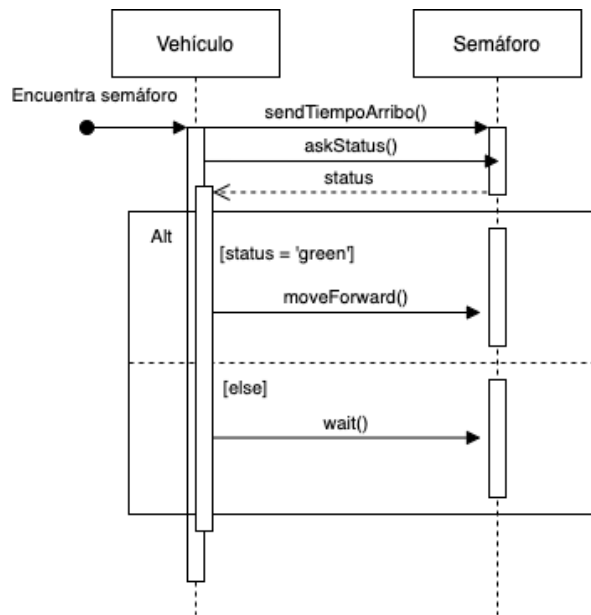 Vehículo
Semáforo
Encuentra semáforo
sendTiempoArribo()
askStatus()
status
Alt
[status = 'green']
moveForward()
[else]
wait()